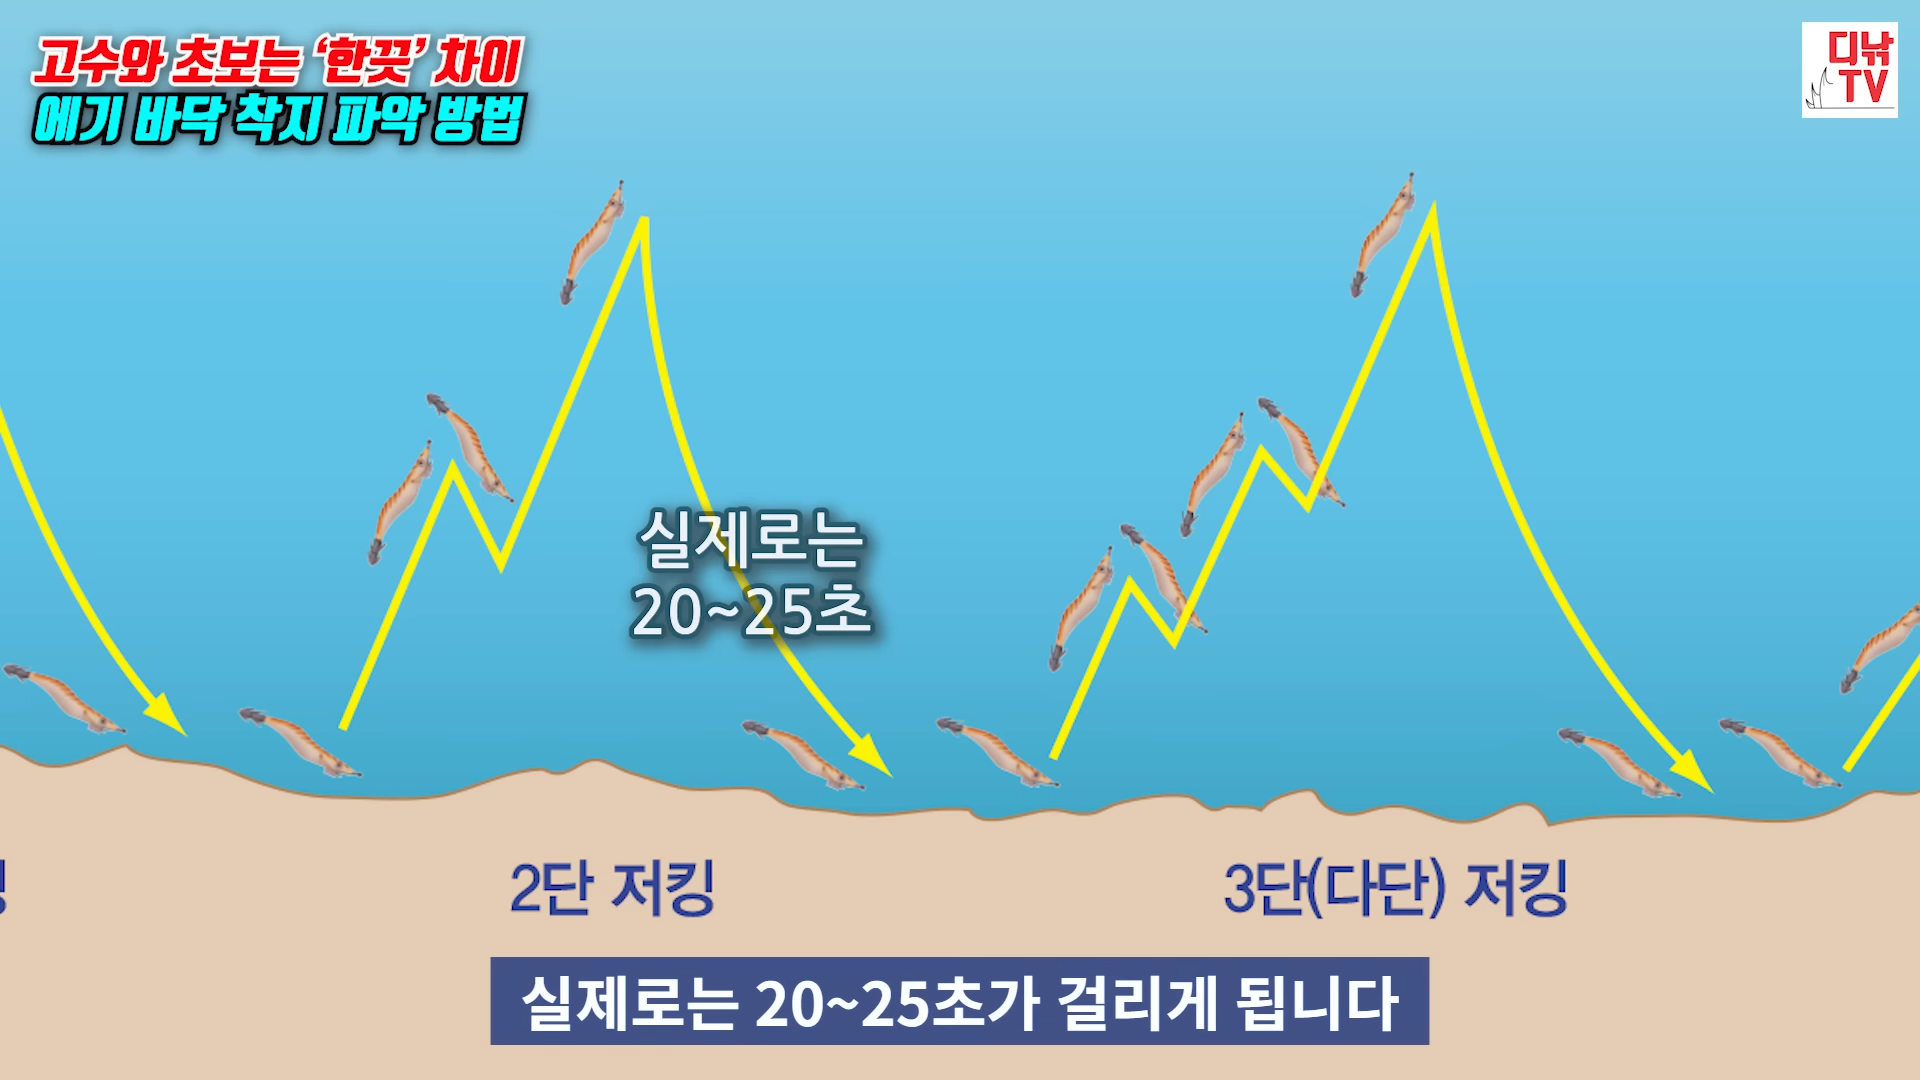 고수와 초보는 ‘한끗’ 차이
에기 바닥 착지 파악 방법
디낚
TV
실제로는
20~25초
킹
2단 저킹
3단(다단) 저킹
실제로는 20~25초가 걸리게 됩니다